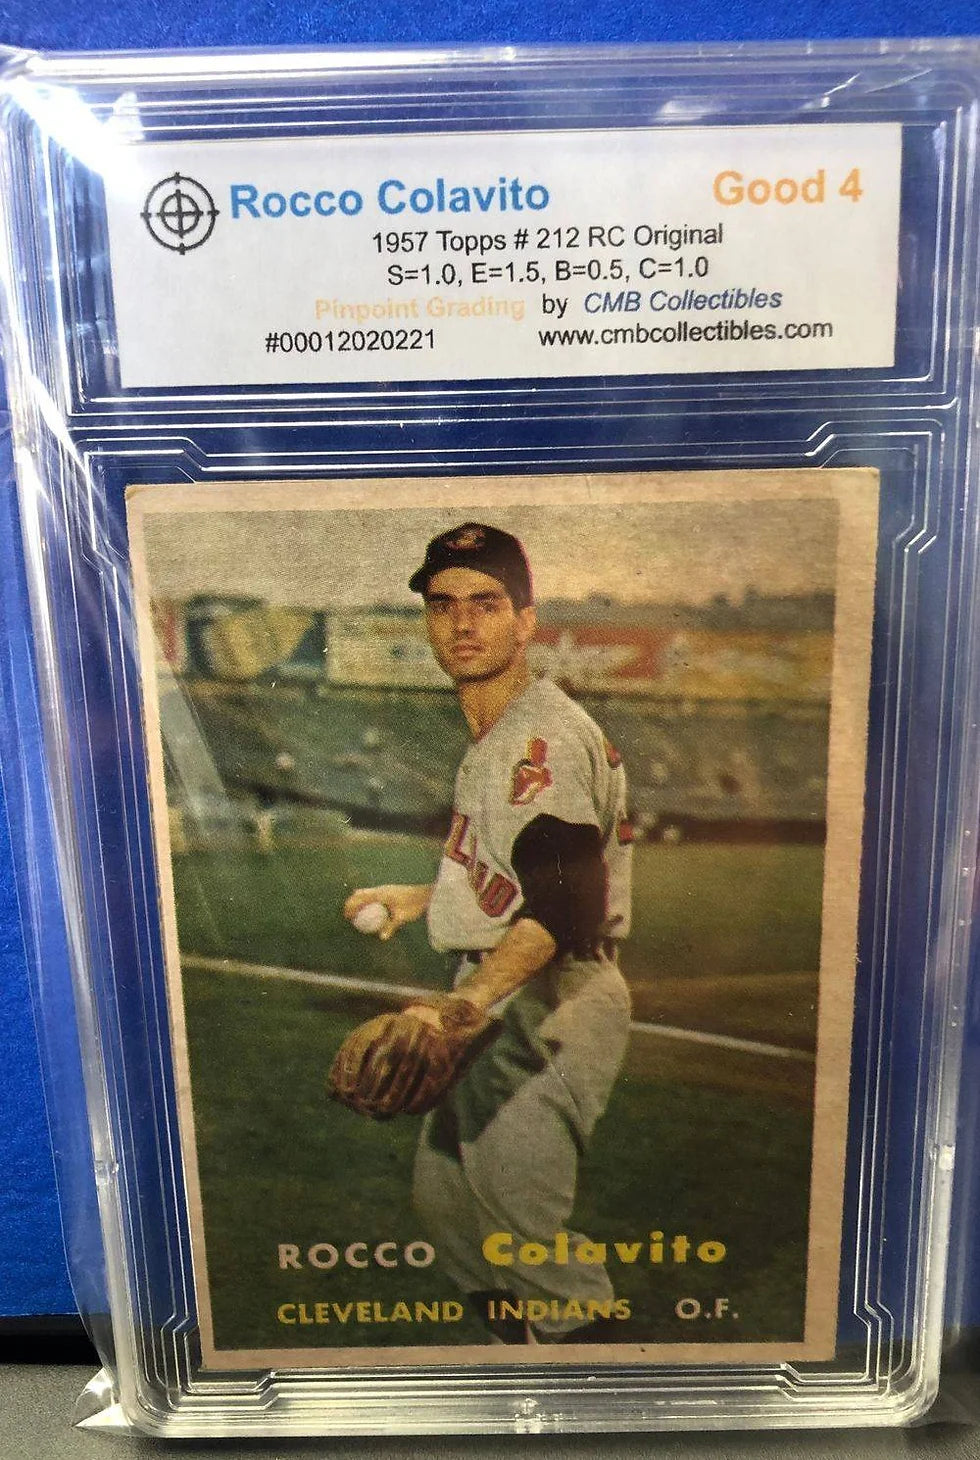 Rocco Colavito Good 4
1957 Topps # 212 RC Original
S=1.0, E=1.5, B=0.5, C=1.0
Pinpoint Grading by CMB Collectibles
#00012020221 www.cmbcollectibles.com
ROCCO Colavito
CLEVELAND INDIANS O.F.